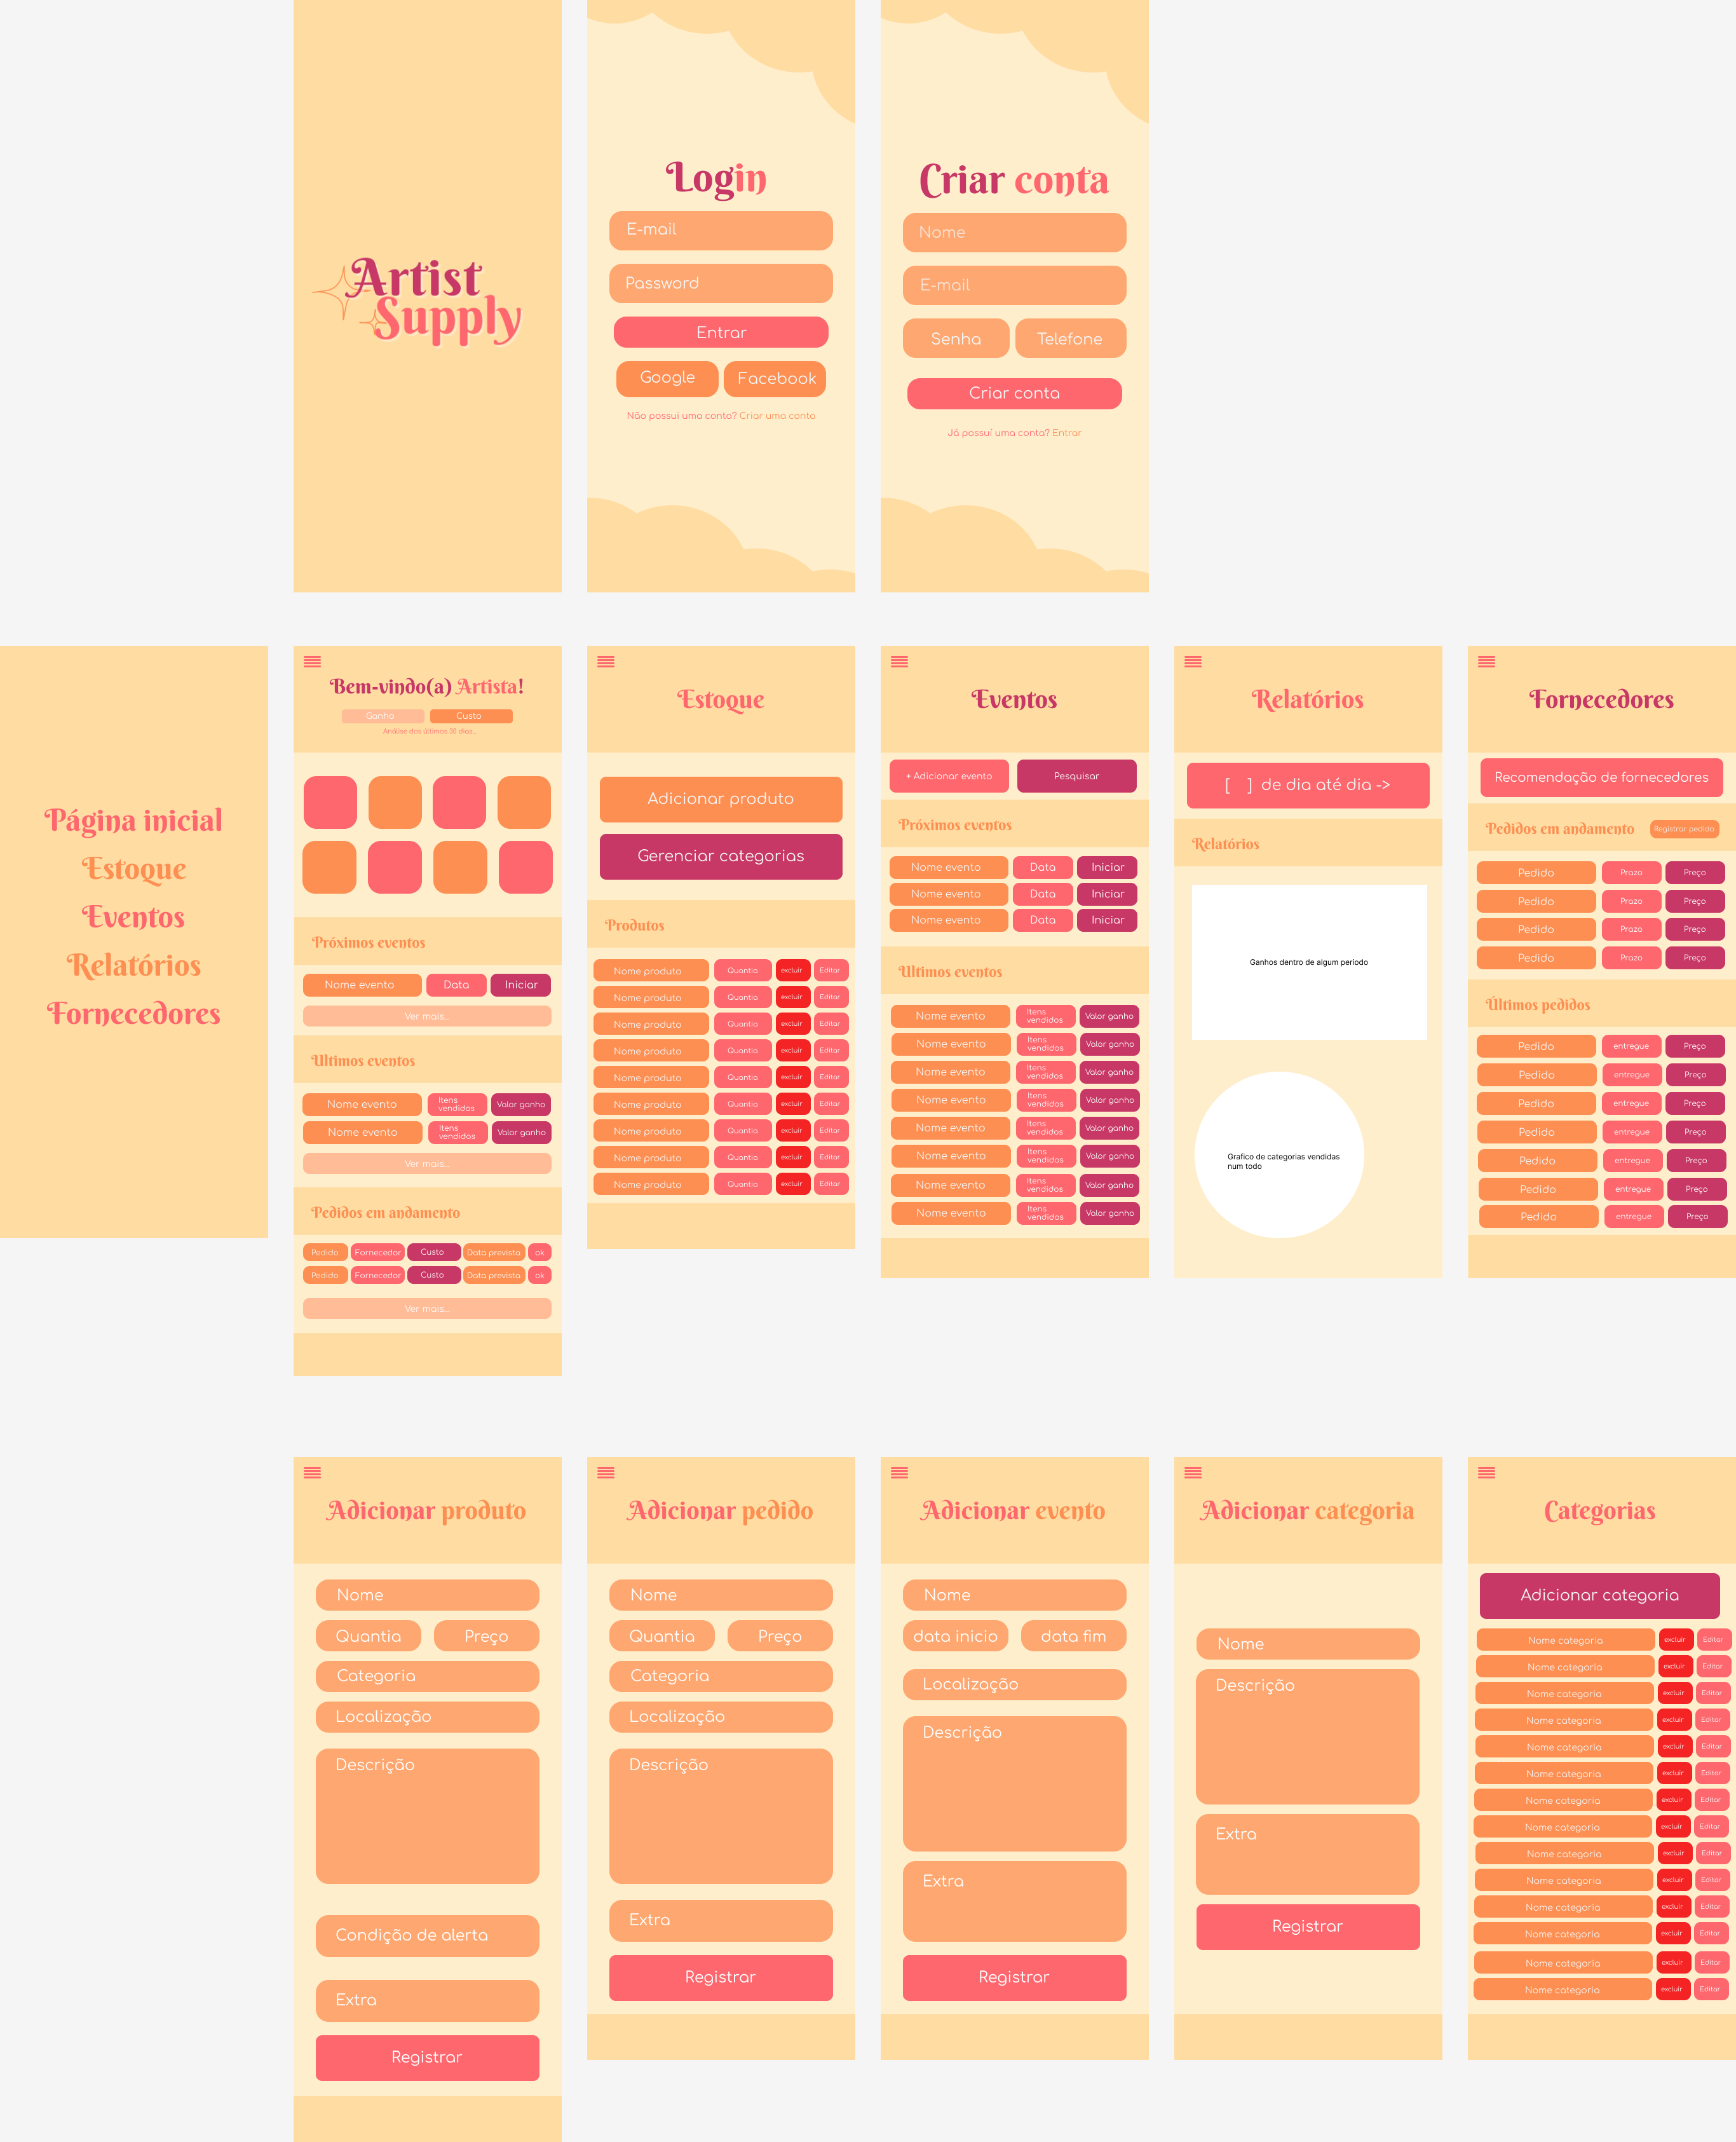 Artist
Supply
Login
E-mail
Password
Entrar
Google Facebook
Não possui uma conta? Criar uma conta
Criar conta
Nome
E-mail
Senha Telefone
Criar conta
Já possuí uma conta? Entrar
Página inicial
Estoque
Eventos
Relatórios
Fornecedores
Bem-vindo(a) Artista!
Ganho Custo
Análise dos últimos 30 dias...
Próximos eventos
Nome evento Data Iniciar
Ver mais...
Ultimos eventos
Nome evento Itens vendidos Valor ganho
Nome evento Itens vendidos Valor ganho
Ver mais...
Pedidos em andamento
Pedido Fornecedor Custo Data prevista ok
Pedido Fornecedor Custo Data prevista ok
Ver mais...
Estoque
Adicionar produto
Gerenciar categorias
Produtos
Nome produto Quantia excluir Editar
Nome produto Quantia excluir Editar
Nome produto Quantia excluir Editar
Nome produto Quantia excluir Editar
Nome produto Quantia excluir Editar
Nome produto Quantia excluir Editar
Nome produto Quantia excluir Editar
Nome produto Quantia excluir Editar
Nome produto Quantia excluir Editar
Eventos
+ Adicionar evento Pesquisar
Próximos eventos
Nome evento Data Iniciar
Nome evento Data Iniciar
Nome evento Data Iniciar
Ultimos eventos
Nome evento Itens vendidos Valor ganho
Nome evento Itens vendidos Valor ganho
Nome evento Itens vendidos Valor ganho
Nome evento Itens vendidos Valor ganho
Nome evento Itens vendidos Valor ganho
Nome evento Itens vendidos Valor ganho
Nome evento Itens vendidos Valor ganho
Nome evento Itens vendidos Valor ganho
Relatórios
[ ] de dia até dia ->
Relatórios
Ganhos dentro de algum periodo
Grafico de categorias vendidas
num todo
Fornecedores
Recomendação de fornecedores
Pedidos em andamento Registrar pedido
Pedido Prazo Preço
Pedido Prazo Preço
Pedido Prazo Preço
Pedido Prazo Preço
Últimos pedidos
Pedido entregue Preço
Pedido entregue Preço
Pedido entregue Preço
Pedido entregue Preço
Pedido entregue Preço
Pedido entregue Preço
Pedido entregue Preço
Adicionar produto
Nome
Quantia Preço
Categoria
Localização
Descrição
Condição de alerta
Extra
Registrar
Adicionar pedido
Nome
Quantia Preço
Categoria
Localização
Descrição
Extra
Registrar
Adicionar evento
Nome
data inicio data fim
Localização
Descrição
Extra
Registrar
Adicionar categoria
Nome
Descrição
Extra
Registrar
Categorias
Adicionar categoria
Nome categoria excluir Editar
Nome categoria excluir Editar
Nome categoria excluir Editar
Nome categoria excluir Editar
Nome categoria excluir Editar
Nome categoria excluir Editar
Nome categoria excluir Editar
Nome categoria excluir Editar
Nome categoria excluir Editar
Nome categoria excluir Editar
Nome categoria excluir Editar
Nome categoria excluir Editar
Nome categoria excluir Editar
Nome categoria excluir Editar